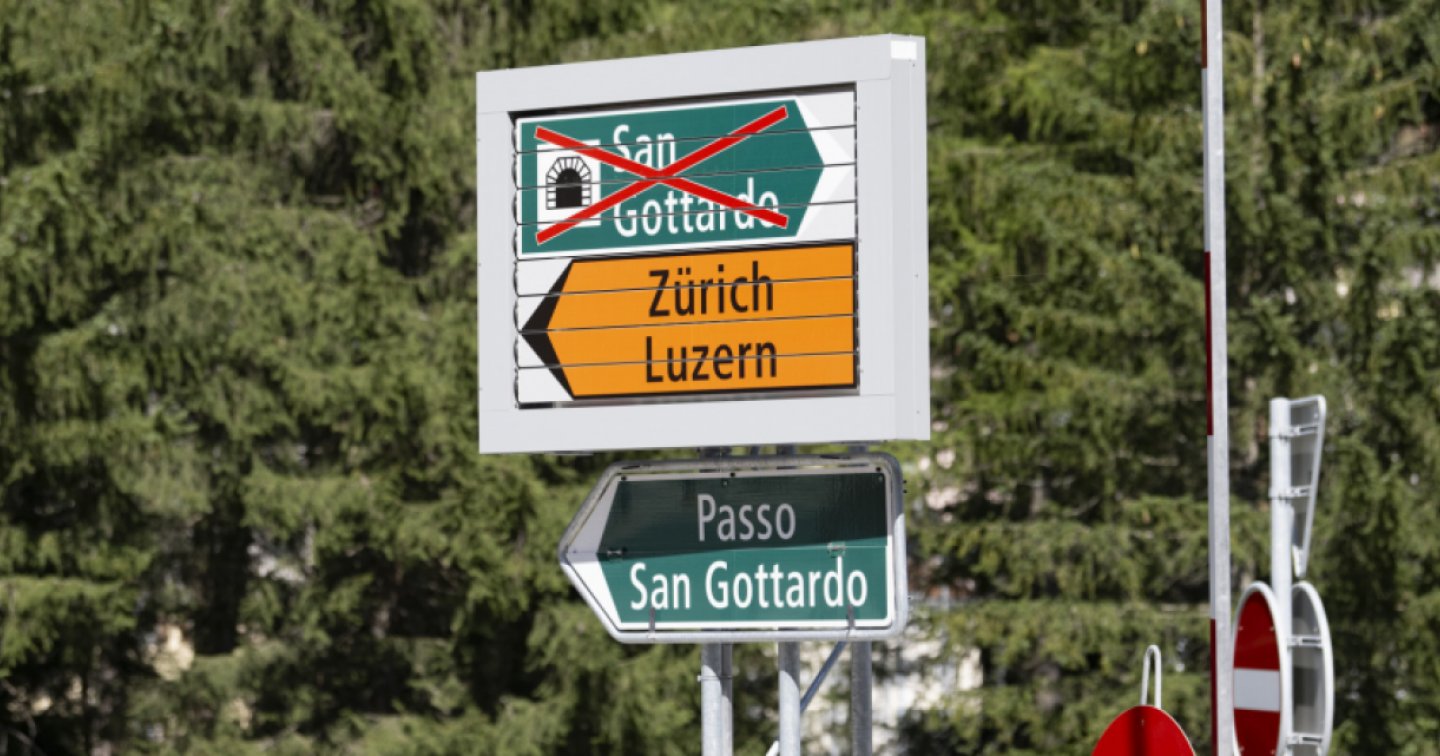 San
Gottardo
Zürich
Luzern
Passo
San Gottardo